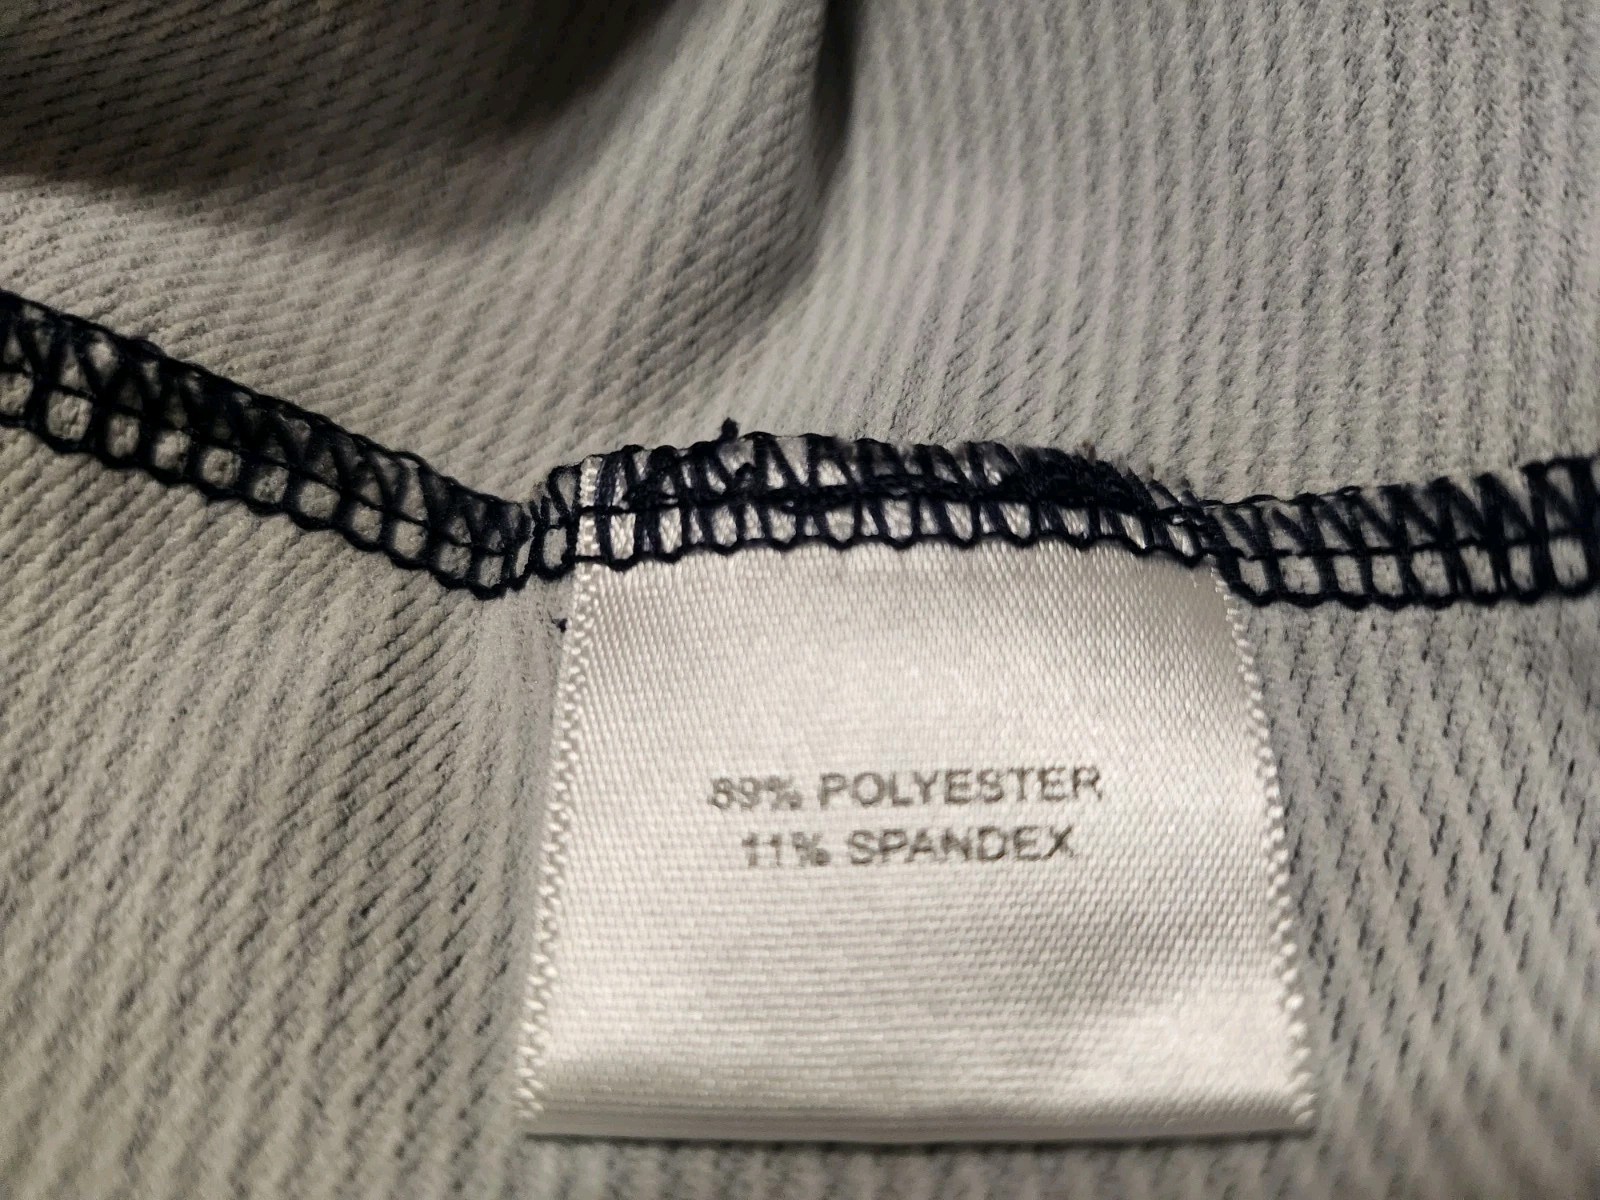 89% POLYESTER
11% SPANDEX